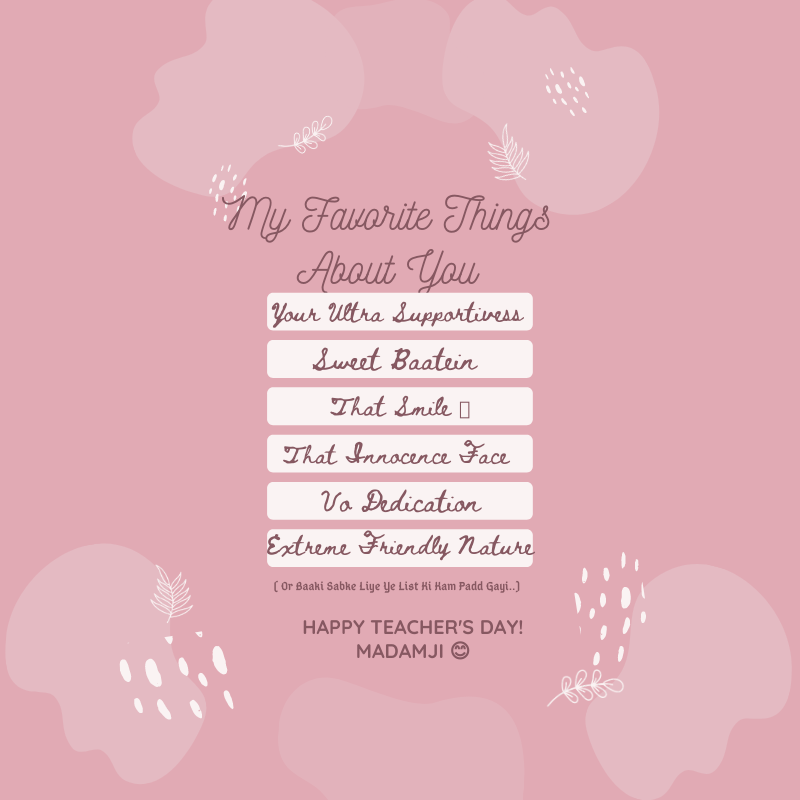 My Favorite Things
About You
Your Ultra Supportivess
Sweet Baatein
That Smile
That Innocence Face
Vo Dedication
Extreme Friendly Nature
( Or Baaki Sabke Liye Ye List Ki Kam Padd Gayi..)
HAPPY TEACHER'S DAY!
MADAMJI 😊